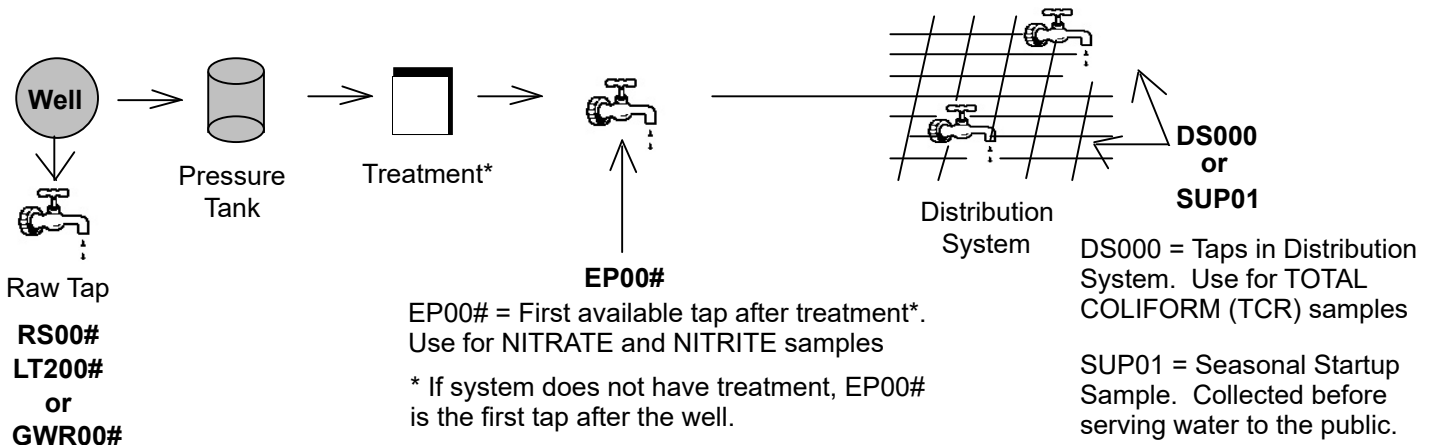 Well
Raw Tap
RS00#
LT200#
or
GWR00#
Pressure
Tank
Treatment*
EP00#
EP00# = First available tap after treatment*.
Use for NITRATE and NITRITE samples
* If system does not have treatment, EP00#
is the first tap after the well.
Distribution
System
DS000
or
SUP01
DS000 = Taps in Distribution
System. Use for TOTAL
COLIFORM (TCR) samples
SUP01 = Seasonal Startup
Sample. Collected before
serving water to the public.